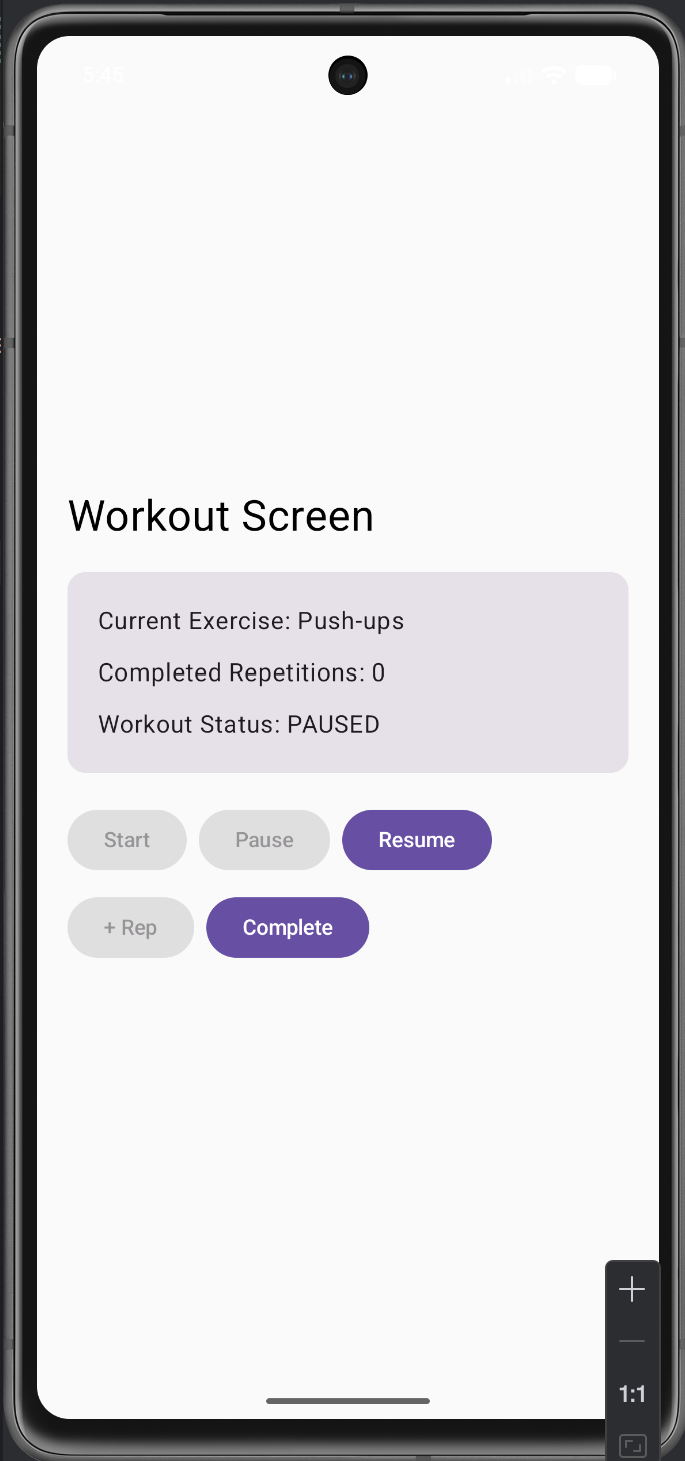 5:45
Workout Screen
Current Exercise: Push-ups
Completed Repetitions: 0
Workout Status: PAUSED
Start Pause Resume
+ Rep Complete
1:1